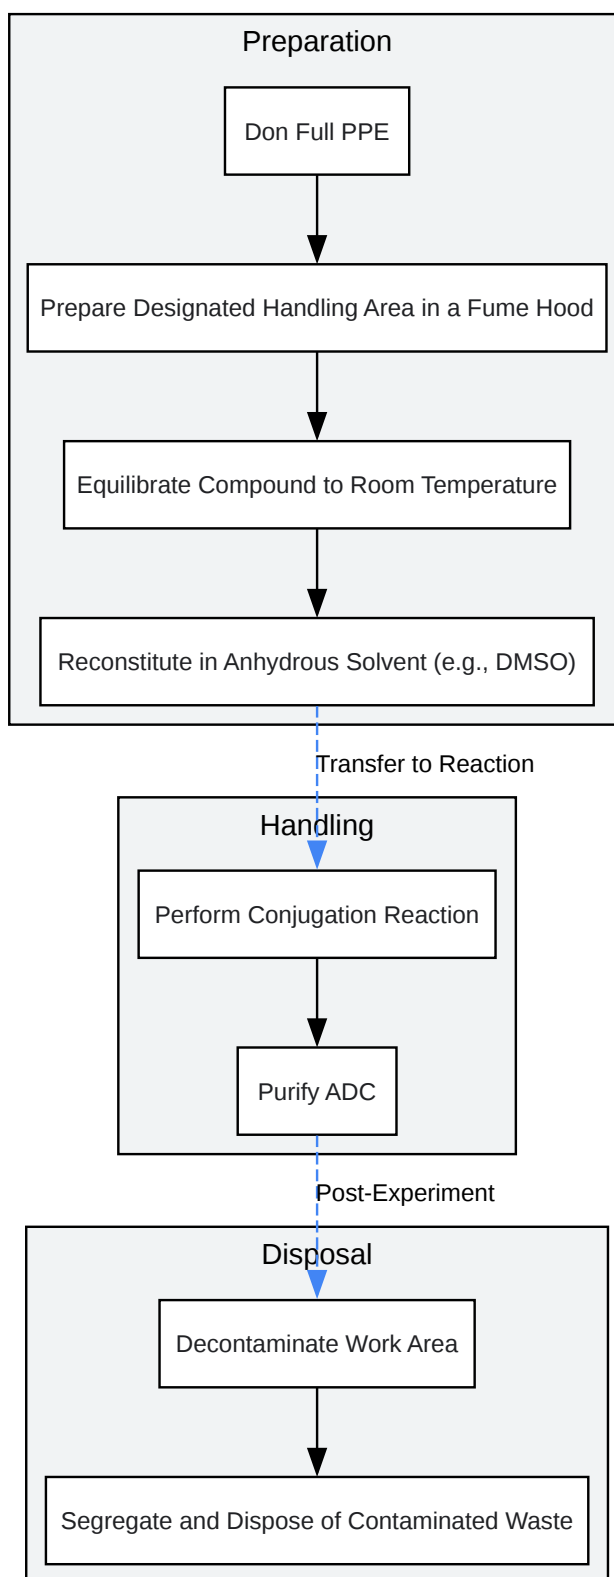 Preparation
Don Full PPE
Prepare Designated Handling Area in a Fume Hood
Equilibrate Compound to Room Temperature
Reconstitute in Anhydrous Solvent (e.g., DMSO)
Transfer to Reaction
Handling
Perform Conjugation Reaction
Purify ADC
Post-Experiment
Disposal
Decontaminate Work Area
Segregate and Dispose of Contaminated Waste